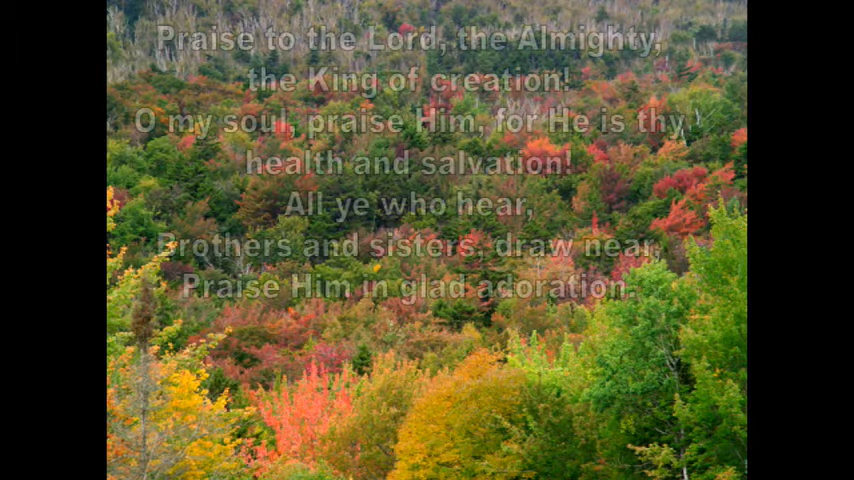 Praise to the Lord, the Almighty,
the King of creation!
O my soul, praise Him, for He is thy
health and salvation!
All ye who hear,
Brothers and sisters, draw near,
Praise Him in glad adoration.